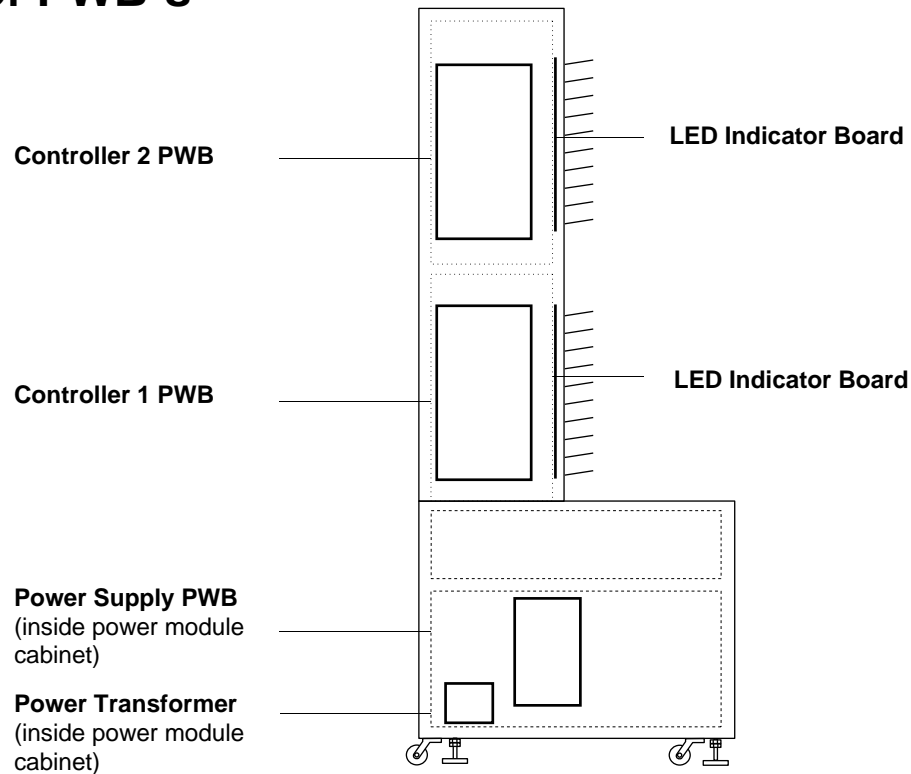 Controller 2 PWB
LED Indicator Board
Controller 1 PWB
LED Indicator Board
Power Supply PWB
(inside power module
cabinet)
Power Transformer
(inside power module
cabinet)